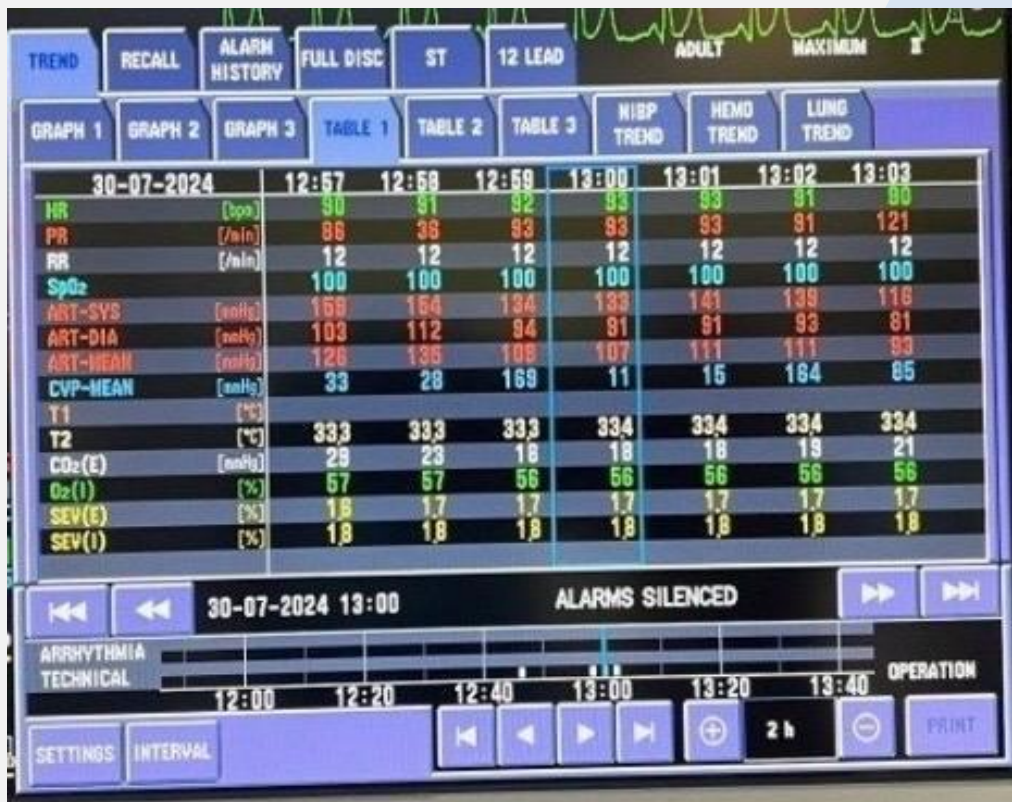 ADULT MAXIMUM II
TREND RECALL ALARM HISTORY FULL DISC ST 12 LEAD
GRAPH 1 GRAPH 2 GRAPH 3 TABLE 1 TABLE 2 TABLE 3 NIBP TREND HEMO TREND LUNG TREND
30-07-2024 12:57 12:58 12:59 13:00 13:01 13:02 13:03
HR [bpm] 90 91 92 93 93 91 90
PR [/min] 86 36 93 93 93 91 121
RR [/min] 12 12 12 12 12 12 12
SpO2 100 100 100 100 100 100 100
ART-SYS [mmHg] 154 134 133 141 139 116
ART-DIA [mmHg] 103 112 94 91 91 93 81
ART-MEAN [mmHg] 126 135 108 107 111 111 93
CVP-MEAN [mmHg] 33 28 169 11 15 164 85
T1 [°C]
T2 [°C] 33,3 33,3 33,3 33,4 33,4 33,4 33,4
CO2(E) [mmHg] 29 23 18 18 19 21
O2(I) [%] 57 57 56 56 56 56 56
SEV(E) [%] 1,7 1,7 1,7 1,7 1,7 1,7
SEV(I) [%] 1,8 1,8 1,8 1,8 1,8 1,8 1,8
30-07-2024 13:00 ALARMS SILENCED
ARRHYTHMIA
TECHNICAL
12:00 12:20 12:40 13:00 13:20 13:40 OPERATION
SETTINGS INTERVAL 2 h PRINT